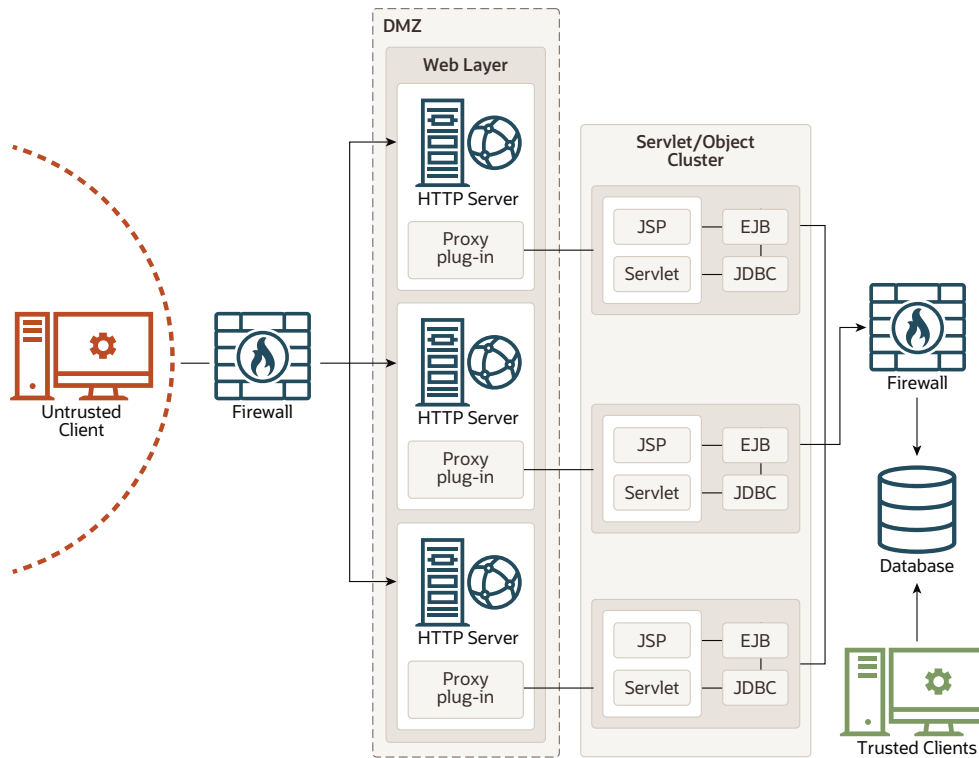 DMZ
Web Layer
HTTP Server
Proxy
plug-in
HTTP Server
Proxy
plug-in
HTTP Server
Proxy
plug-in
Untrusted
Client
Firewall
Servlet/Object
Cluster
JSP
EJB
Servlet
JDBC
JSP
EJB
Servlet
JDBC
JSP
EJB
Servlet
JDBC
Firewall
Database
Trusted Clients